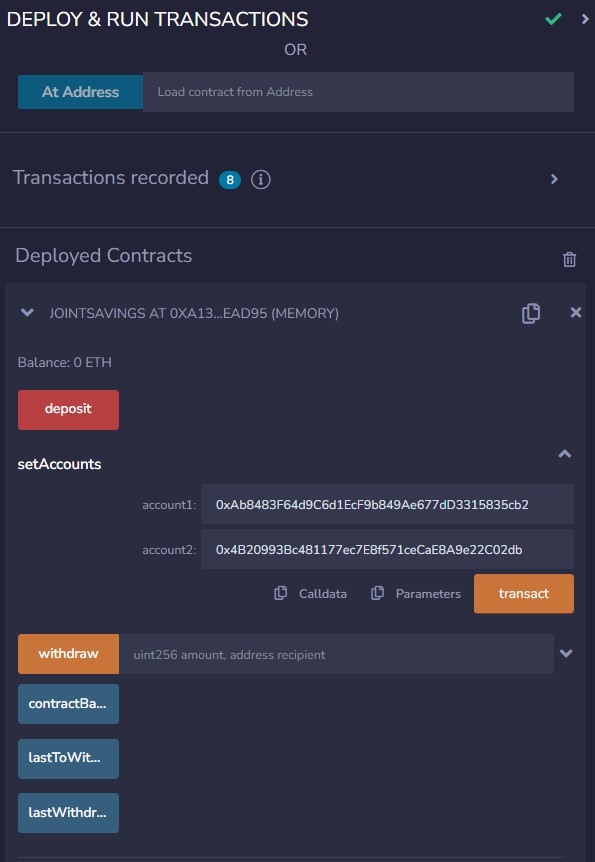 DEPLOY & RUN TRANSACTIONS
OR
At Address Load contract from Address
Transactions recorded 8 i
Deployed Contracts
JOINTSAVINGS AT 0XA13...EAD95 (MEMORY)
Balance: 0 ETH
deposit
setAccounts
account1: 0xAb8483F64d9C6d1EcF9b849Ae677dD3315835cb2
account2: 0x4B20993Bc481177ec7E8f571ceCaE8A9e22C02db
Calldata Parameters transact
withdraw uint256 amount, address recipient
contractBa...
lastToWit...
lastWithdr...